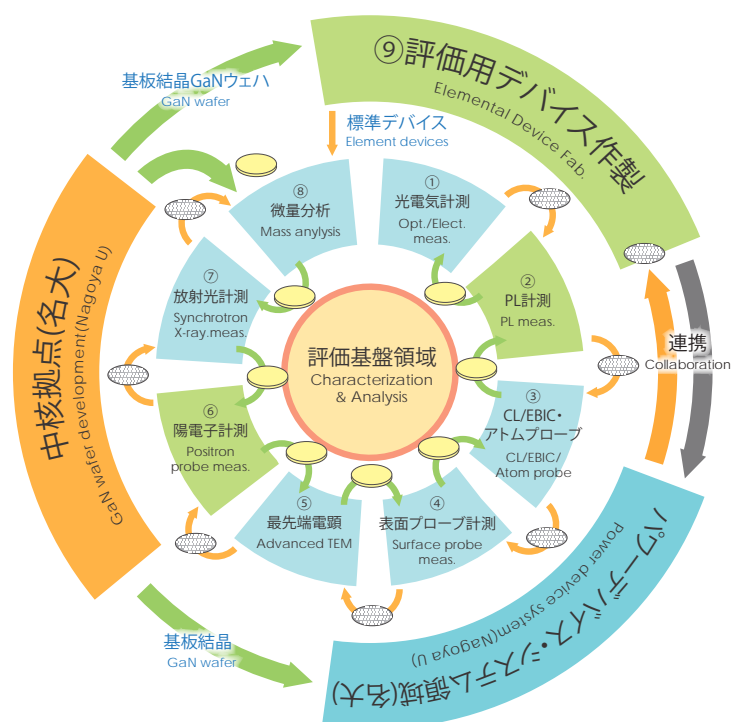 ⑨評価用デバイス作製
Elemental Device Fab.
基板結晶GaNウェハ
GaN wafer
標準デバイス
Element devices
中核拠点(名大)
GaN wafer development(Nagoya U)
①
光電気計測
Opt./Elect.
meas.
②
PL計測
PL meas.
③
CL/EBIC・
アトムプローブ
CL/EBIC/
Atom probe
④
表面プローブ計測
Surface probe
meas.
⑤
最先端電顕
Advanced TEM
⑥
陽電子計測
Positron
probe meas.
⑦
放射光計測
Synchrotron
X-ray.meas.
⑧
微量分析
Mass anylysis
評価基盤領域
Characterization
& Analysis
連携
Collaboration
基板結晶
GaN wafer
パワーデバイス・システム領域(名大)
Power device system(Nagoya U)